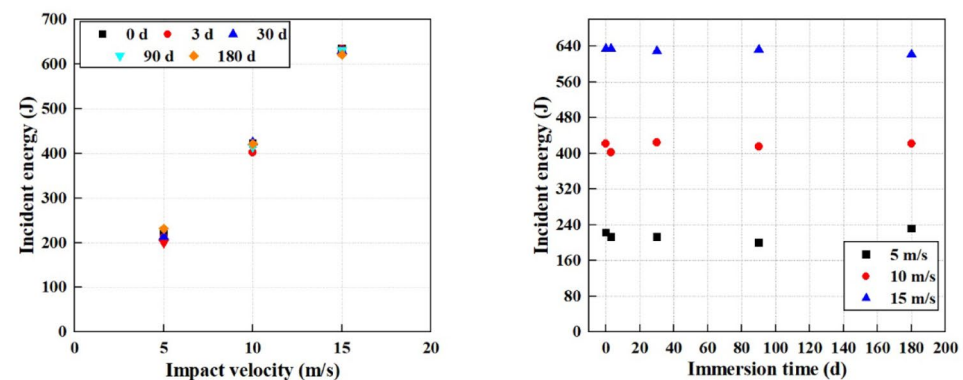 700
600
500
400
300
200
100
0
0 d 3 d 30 d
90 d 180 d
0 5 10 15 20
Impact velocity (m/s)
Incident energy (J)
640
560
480
400
320
240
160
80
0
5 m/s
10 m/s
15 m/s
0 20 40 60 80 100 120 140 160 180 200
Immersion time (d)
Incident energy (J)